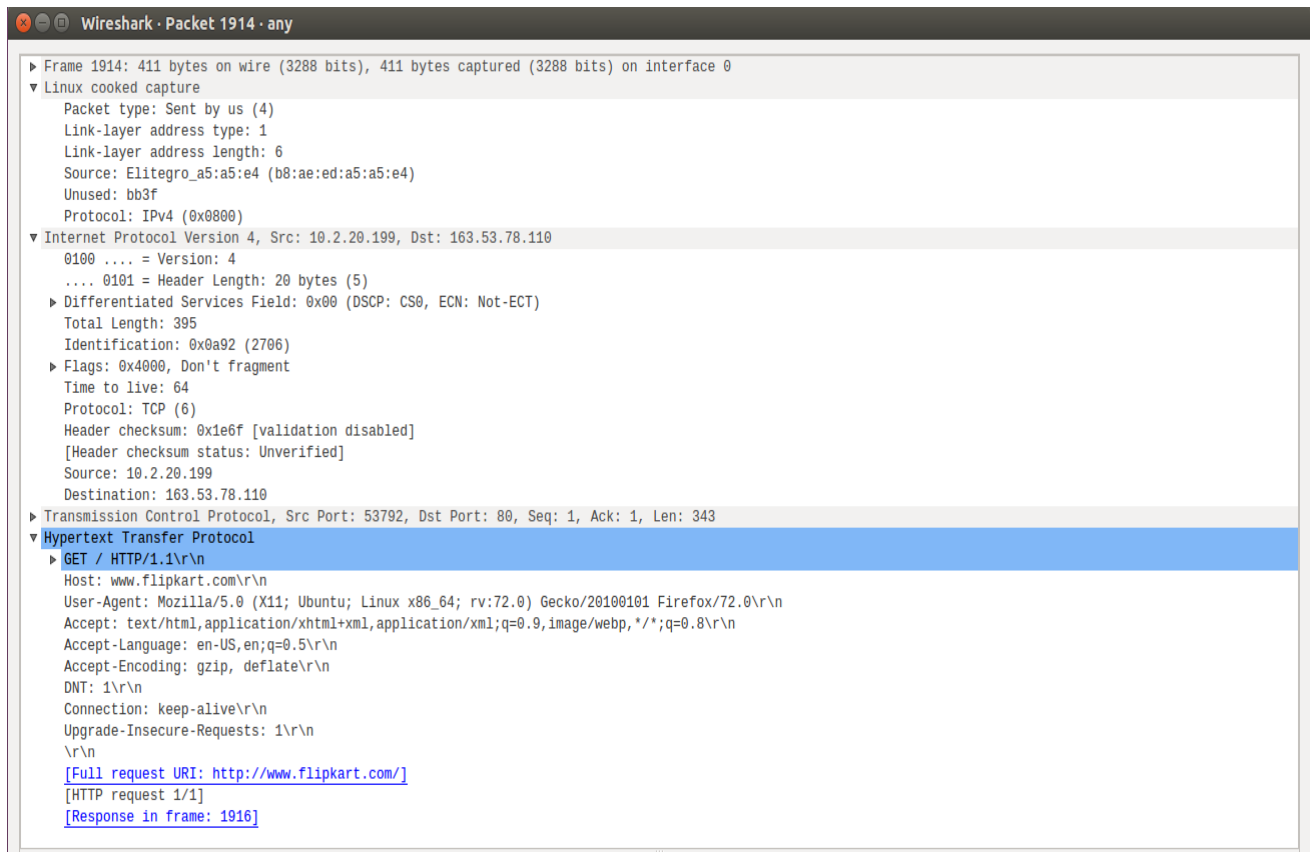 Wireshark · Packet 1914 · any
Frame 1914: 411 bytes on wire (3288 bits), 411 bytes captured (3288 bits) on interface 0
Linux cooked capture
Packet type: Sent by us (4)
Link-layer address type: 1
Link-layer address length: 6
Source: Elitegro_a5:a5:e4 (b8:ae:ed:a5:a5:e4)
Unused: bb3f
Protocol: IPv4 (0x0800)
Internet Protocol Version 4, Src: 10.2.20.199, Dst: 163.53.78.110
0100 .... = Version: 4
.... 0101 = Header Length: 20 bytes (5)
Differentiated Services Field: 0x00 (DSCP: CS0, ECN: Not-ECT)
Total Length: 395
Identification: 0x0a92 (2706)
Flags: 0x4000, Don't fragment
Time to live: 64
Protocol: TCP (6)
Header checksum: 0x1e6f [validation disabled]
[Header checksum status: Unverified]
Source: 10.2.20.199
Destination: 163.53.78.110
Transmission Control Protocol, Src Port: 53792, Dst Port: 80, Seq: 1, Ack: 1, Len: 343
Hypertext Transfer Protocol
GET / HTTP/1.1\r\n
Host: www.flipkart.com\r\n
User-Agent: Mozilla/5.0 (X11; Ubuntu; Linux x86_64; rv:72.0) Gecko/20100101 Firefox/72.0\r\n
Accept: text/html,application/xhtml+xml,application/xml;q=0.9,image/webp,*/*;q=0.8\r\n
Accept-Language: en-US,en;q=0.5\r\n
Accept-Encoding: gzip, deflate\r\n
DNT: 1\r\n
Connection: keep-alive\r\n
Upgrade-Insecure-Requests: 1\r\n
\r\n
[Full request URI: http://www.flipkart.com/]
[HTTP request 1/1]
[Response in frame: 1916]